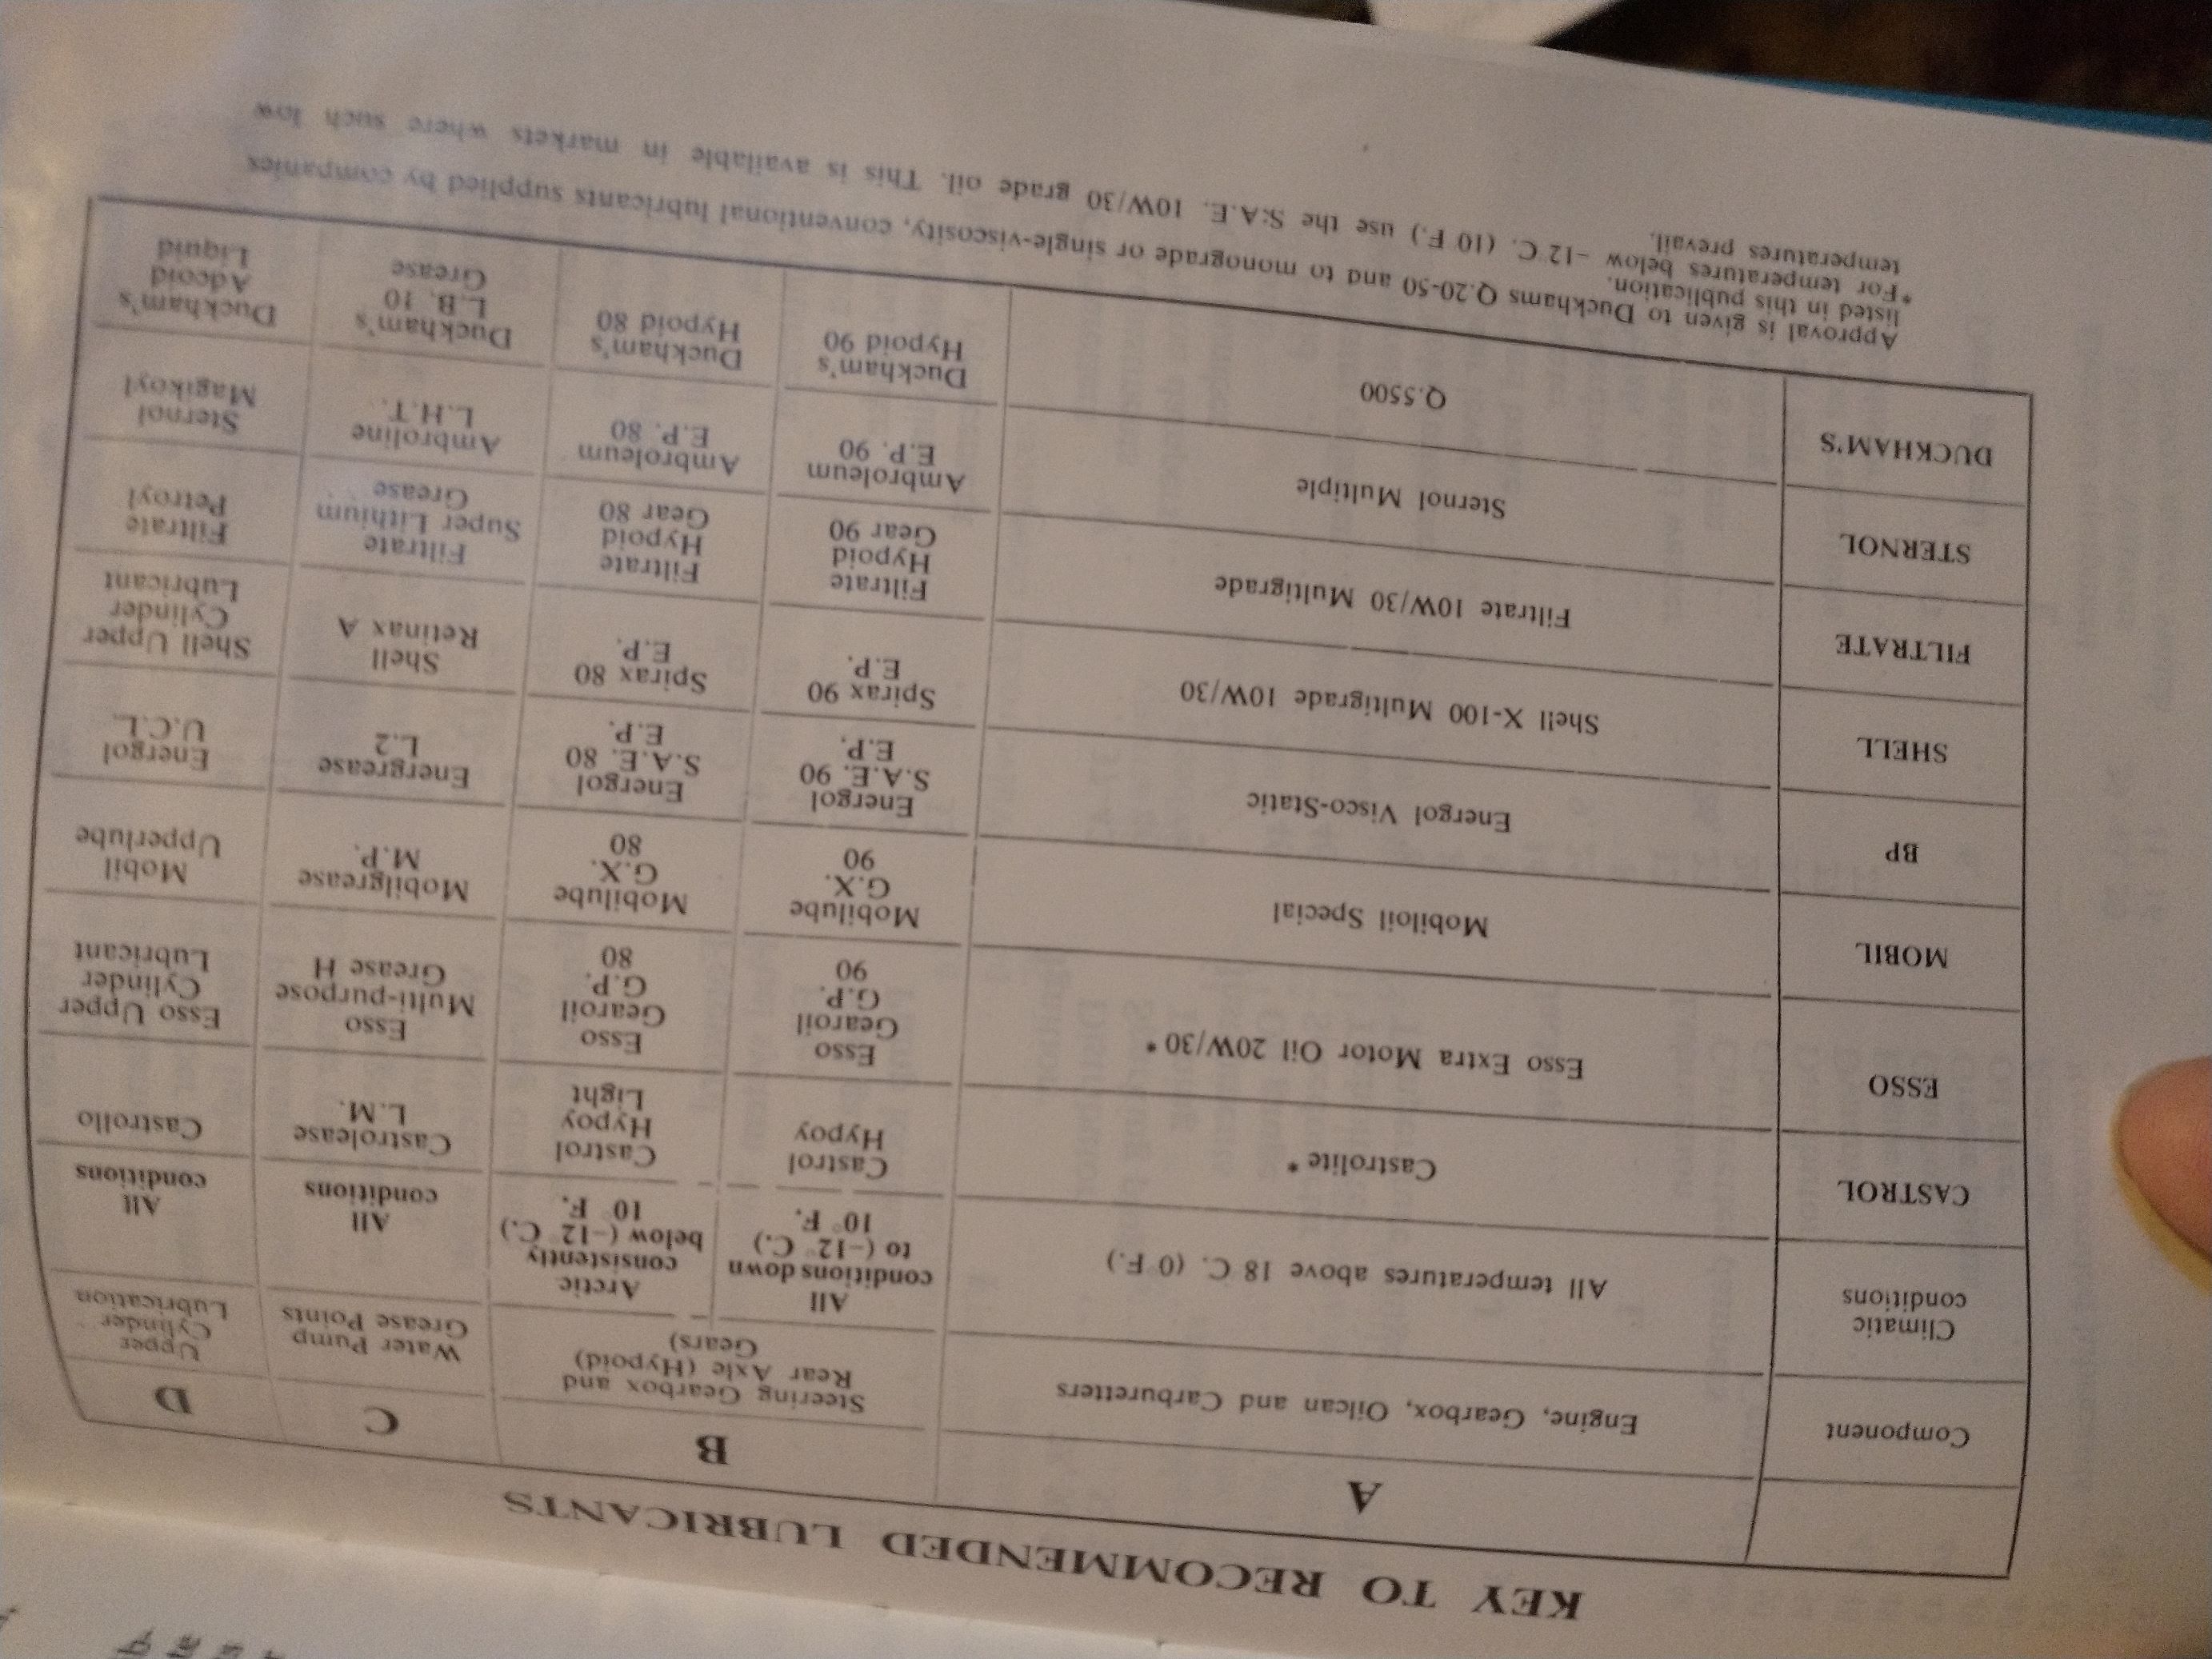 KEY TO RECOMMENDED LUBRICANTS
A
B
C
D
Component
Engine, Gearbox, Oilcan and Carburetters
Steering Gearbox and
Rear Axle (Hypoid
Gears)
Water Pump
Grease Points
Upper
Cylinder
Lubrication
Climatic
conditions
All temperatures above 18 C. (0 F.)
All
conditions down
to (-12° C.)
10° F.
Arctic
consistently
below (-12° C.)
10° F.
All
conditions
All
conditions
CASTROL
Castrolite *
Castrol
Hypoy
Castrol
Hypoy
Light
Castrolease
L.M.
Castrollo
ESSO
Esso Extra Motor Oil 20W/30 *
Esso
Gearoil
G.P.
90
Esso
Gearoil
G.P.
80
Esso
Multi-purpose
Grease H
Esso Upper
Cylinder
Lubricant
MOBIL
Mobiloil Special
Mobilube
G.X.
90
Mobilube
G.X.
80
Mobilgrease
M.P.
Mobil
Upperlube
BP
Energol Visco-Static
Energol
S.A.E. 90
E.P.
Energol
S.A.E. 80
E.P.
Energrease
L.2
Energol
U.C.L.
SHELL
Shell X-100 Multigrade 10W/30
Spirax 90
E.P.
Spirax 80
E.P.
Shell
Retinax A
Shell Upper
Cylinder
Lubricant
FILTRATE
Filtrate 10W/30 Multigrade
Filtrate
Hypoid
Gear 90
Filtrate
Hypoid
Gear 80
Filtrate
Super Lithium
Grease
Filtrate
Petroyl
STERNOL
Sternol Multiple
Ambroleum
E.P. 90
Ambroleum
E.P. 80
Ambroline
L.H.T.
Sternol
Magikoyl
DUCKHAM'S
Q.5500
Duckham's
Hypoid 90
Duckham's
Hypoid 80
Duckham's
L.B. 10
Grease
Duckham's
Adcoid
Liquid
Approval is given to Duckhams Q.20-50 and to monograde or single-viscosity, conventional lubricants supplied by companies
listed in this publication.
*For temperatures below -12 C. (10 F.) use the S.A.E. 10W/30 grade oil. This is available in markets where such low
temperatures prevail.